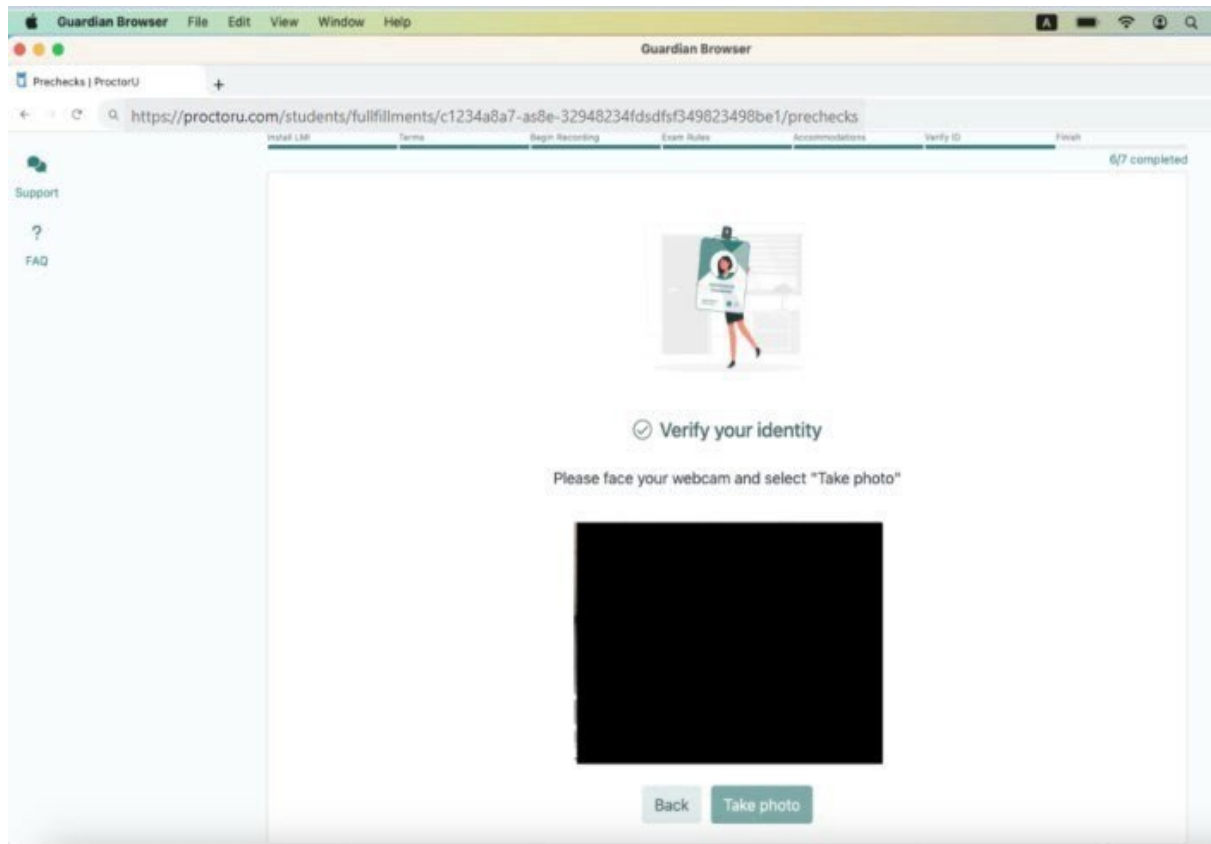 Guardian Browser File Edit View Window Help A
Guardian Browser
Prechecks | ProctorU +
https://proctoru.com/students/fullfillments/c1234a8a7-as8e-32948234fdsdfsf349823498be1/prechecks
Install LMI Terms Begin Recording Exam Rules Accommodations Verify ID Finish
6/7 completed
Support
?
FAQ
Verify your identity
Please face your webcam and select "Take photo"
Back Take photo